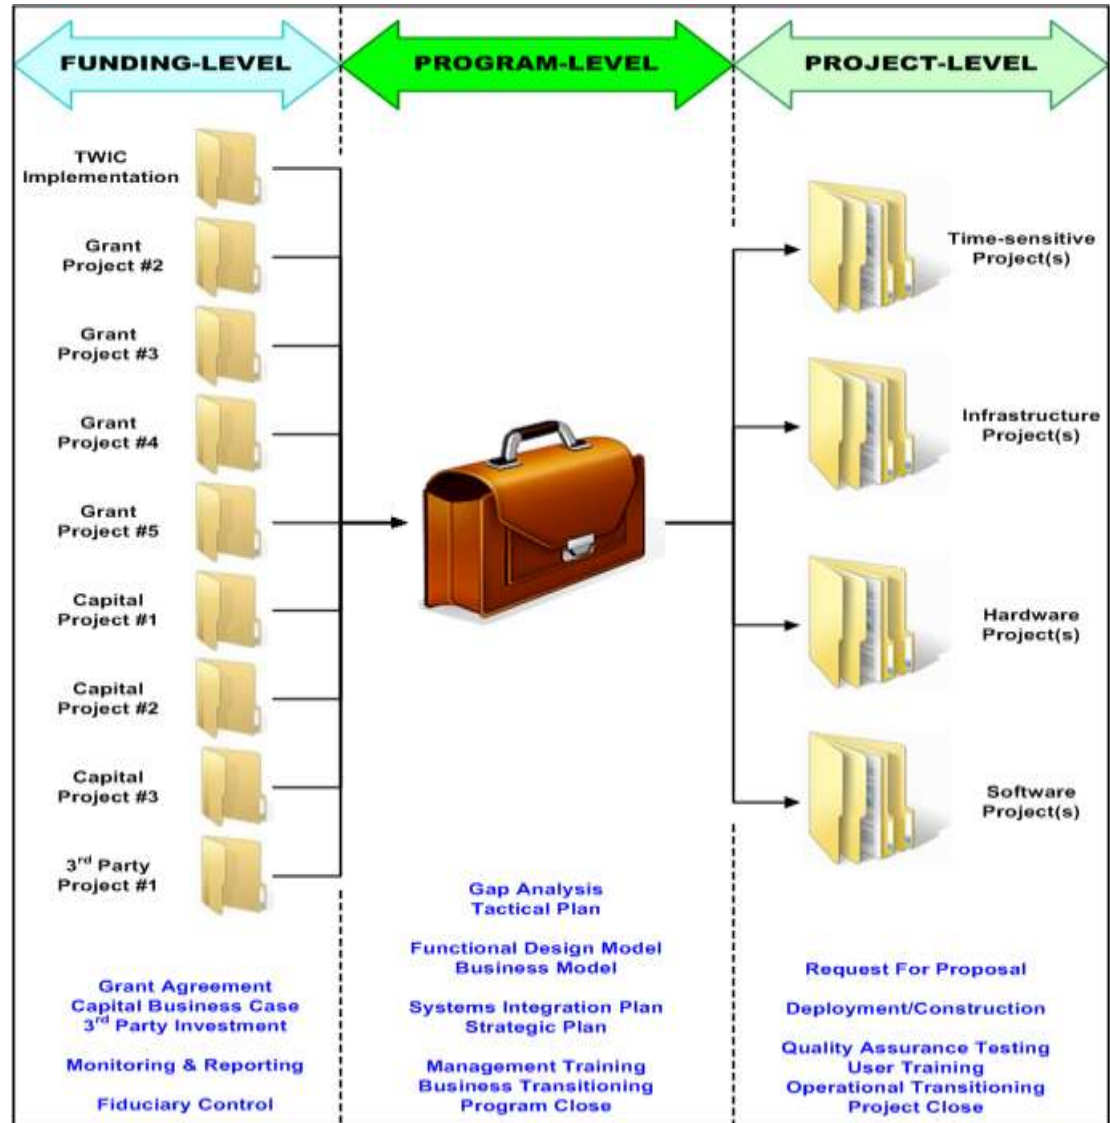 FUNDING-LEVEL
PROGRAM-LEVEL
PROJECT-LEVEL
TWIC
Implementation
Grant
Project #2
Grant
Project #3
Grant
Project #4
Grant
Project #5
Capital
Project #1
Capital
Project #2
Capital
Project #3
3rd Party
Project #1
Grant Agreement
Capital Business Case
3rd Party Investment
Monitoring & Reporting
Fiduciary Control
Gap Analysis
Tactical Plan
Functional Design Model
Business Model
Systems Integration Plan
Strategic Plan
Management Training
Business Transitioning
Program Close
Time-sensitive
Project(s)
Infrastructure
Project(s)
Hardware
Project(s)
Software
Project(s)
Request For Proposal
Deployment/Construction
Quality Assurance Testing
User Training
Operational Transitioning
Project Close